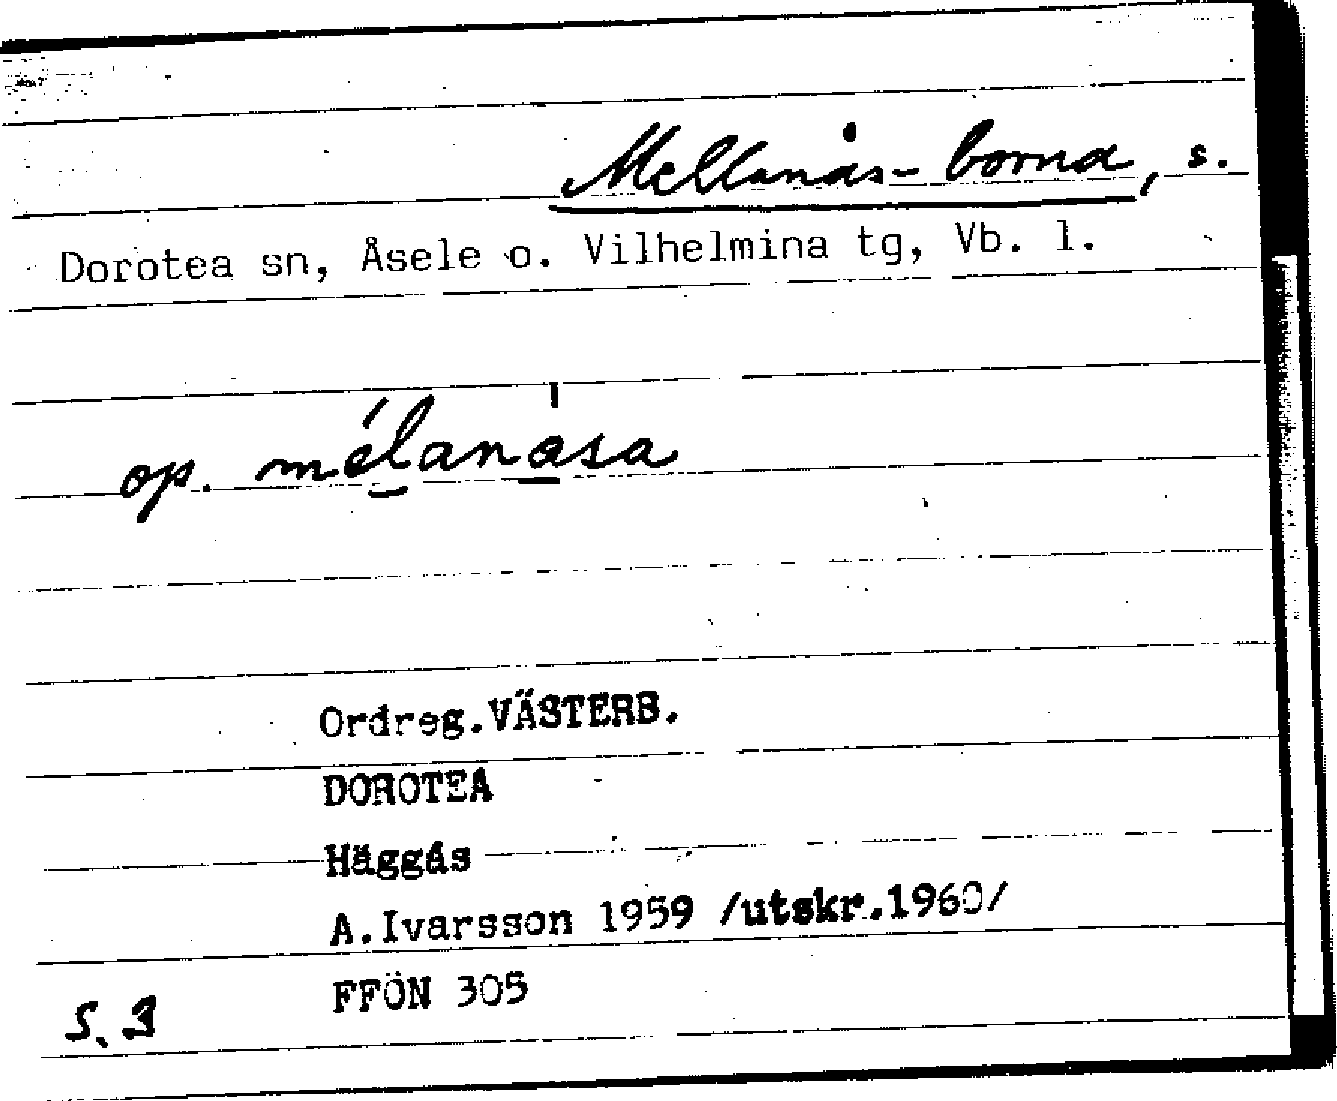 Mellanås-borna, s.
Dorotea sn, Åsele o. Vilhelmina tg, Vb. l.
op. mélanåsa
Ordreg.VÄSTERB.
DOROTEA
Häggås
A.Ivarsson 1959 /utskr.1960/
FFÖN 305
S. 3